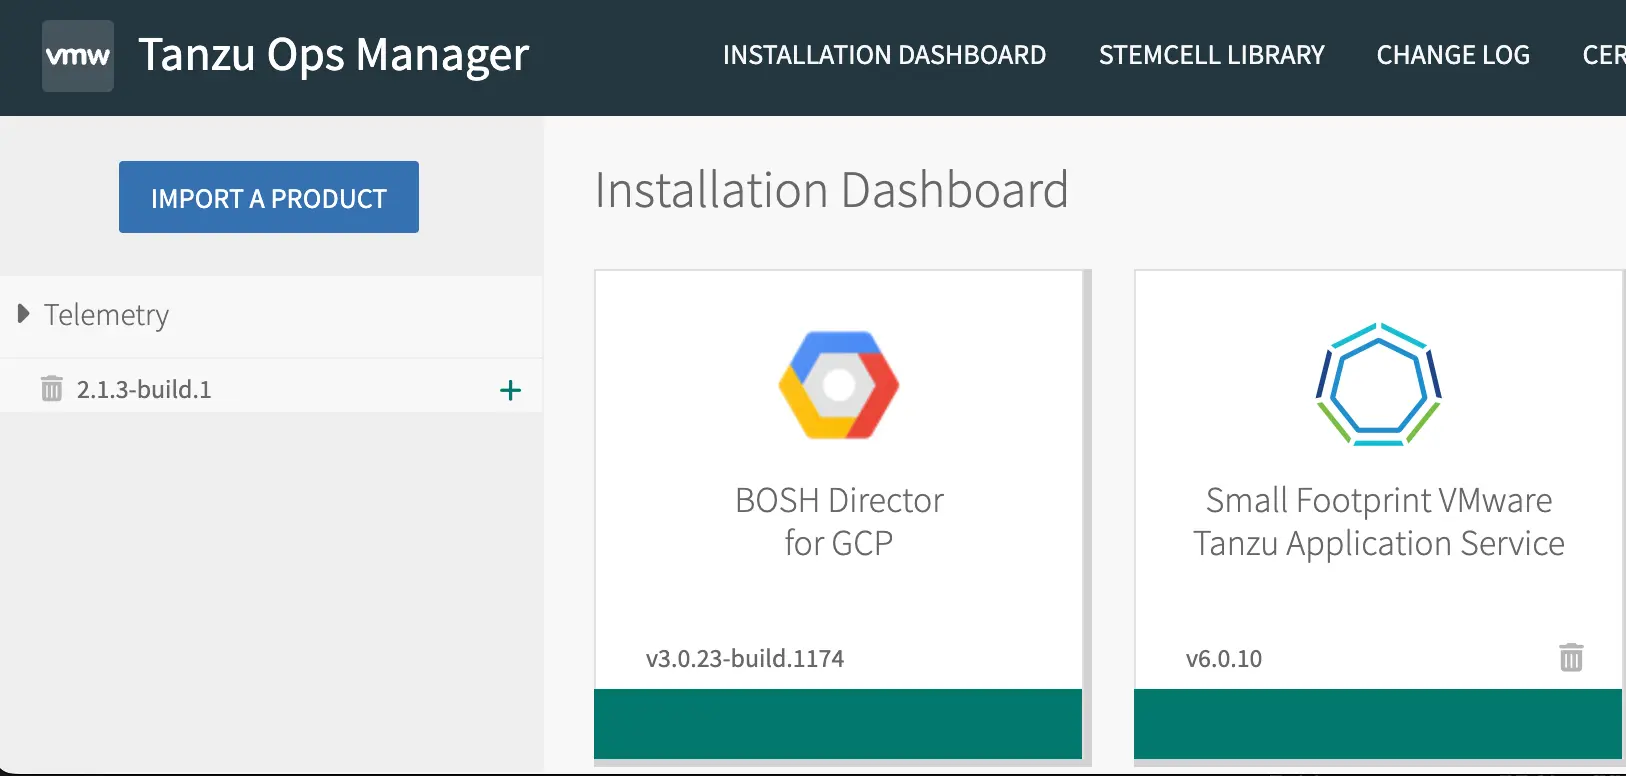 vmw
Tanzu Ops Manager
INSTALLATION DASHBOARD
STEMCELL LIBRARY
CHANGE LOG
CER
IMPORT A PRODUCT
Telemetry
2.1.3-build.1
+
Installation Dashboard
BOSH Director
for GCP
v3.0.23-build.1174
Small Footprint VMware
Tanzu Application Service
v6.0.10